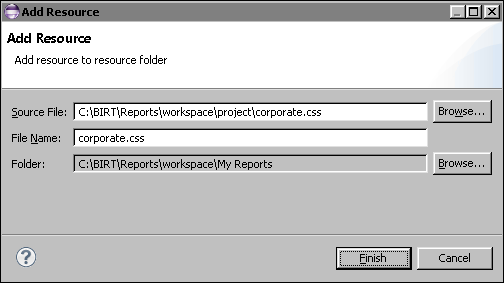 Add Resource
Add Resource
Add resource to resource folder
Source File: C:\BIRT\Reports\workspace\project\corporate.css Browse...
File Name: corporate.css
Folder: C:\BIRT\Reports\workspace\My Reports Browse...
? Finish Cancel